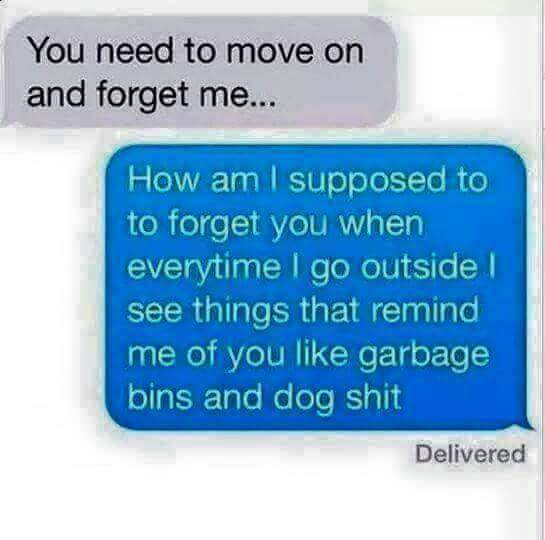 You need to move on
and forget me...
How am I supposed to
to forget you when
everytime I go outside I
see things that remind
me of you like garbage
bins and dog shit
Delivered